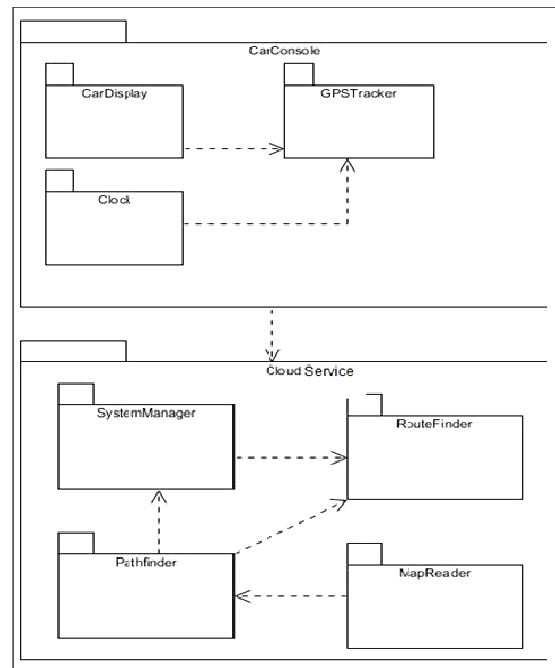 CarConsole
CarDisplay
GPSTracker
Clock
Cloud Service
SystemManager
RouteFinder
Pathfinder
MapReader